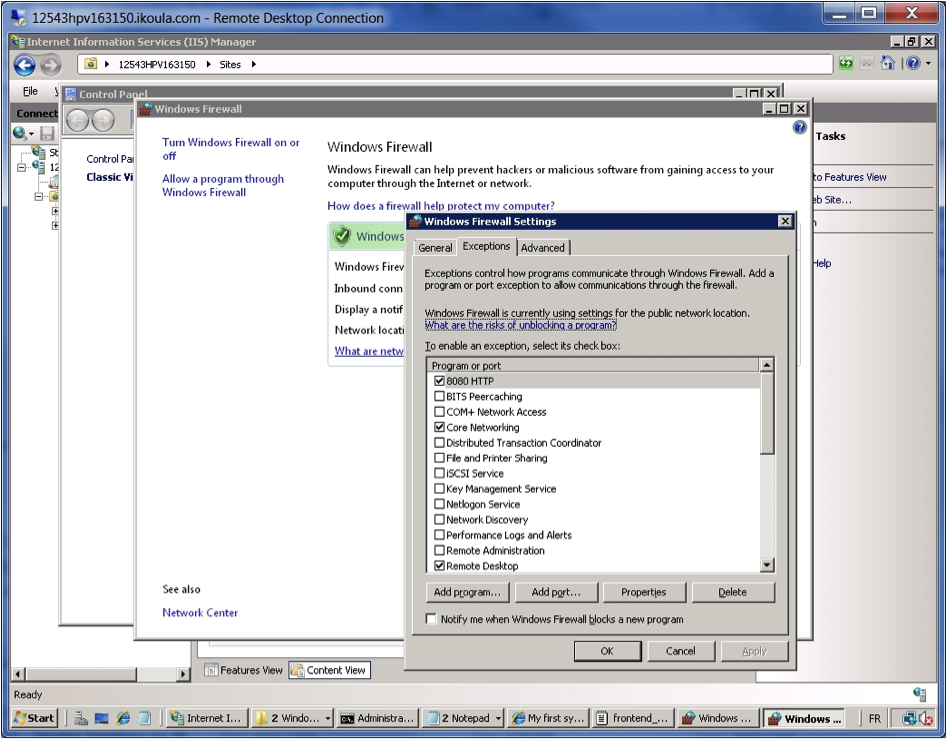 12543hpv163150.ikoula.com - Remote Desktop Connection
Internet Information Services (IIS) Manager
12543HPV163150 Sites
File
Control Panel
Connect
Windows Firewall
Tasks
Control Pa
Classic Vi
Turn Windows Firewall on or
off
Allow a program through
Windows Firewall
Windows Firewall
Windows Firewall can help prevent hackers or malicious software from gaining access to your
computer through the Internet or network.
How does a firewall help protect my computer?
to Features View
eb Site...
Help
Windows
Windows Firew
Inbound conn
Display a notif
Network locati
What are netw
Windows Firewall Settings
General Exceptions Advanced
Exceptions control how programs communicate through Windows Firewall. Add a
program or port exception to allow communications through the firewall.
Windows Firewall is currently using settings for the public network location.
What are the risks of unblocking a program?
To enable an exception, select its check box:
Program or port
8080 HTTP
BITS Peercaching
COM+ Network Access
Core Networking
Distributed Transaction Coordinator
File and Printer Sharing
iSCSI Service
Key Management Service
Netlogon Service
Network Discovery
Performance Logs and Alerts
Remote Administration
Remote Desktop
Add program... Add port... Properties Delete
Notify me when Windows Firewall blocks a new program
OK Cancel Apply
See also
Network Center
Features View Content View
Ready
Start Internet I... 2 Windo... Administra... 2 Notepad My first sy... frontend_... Windows ... Windows ... FR